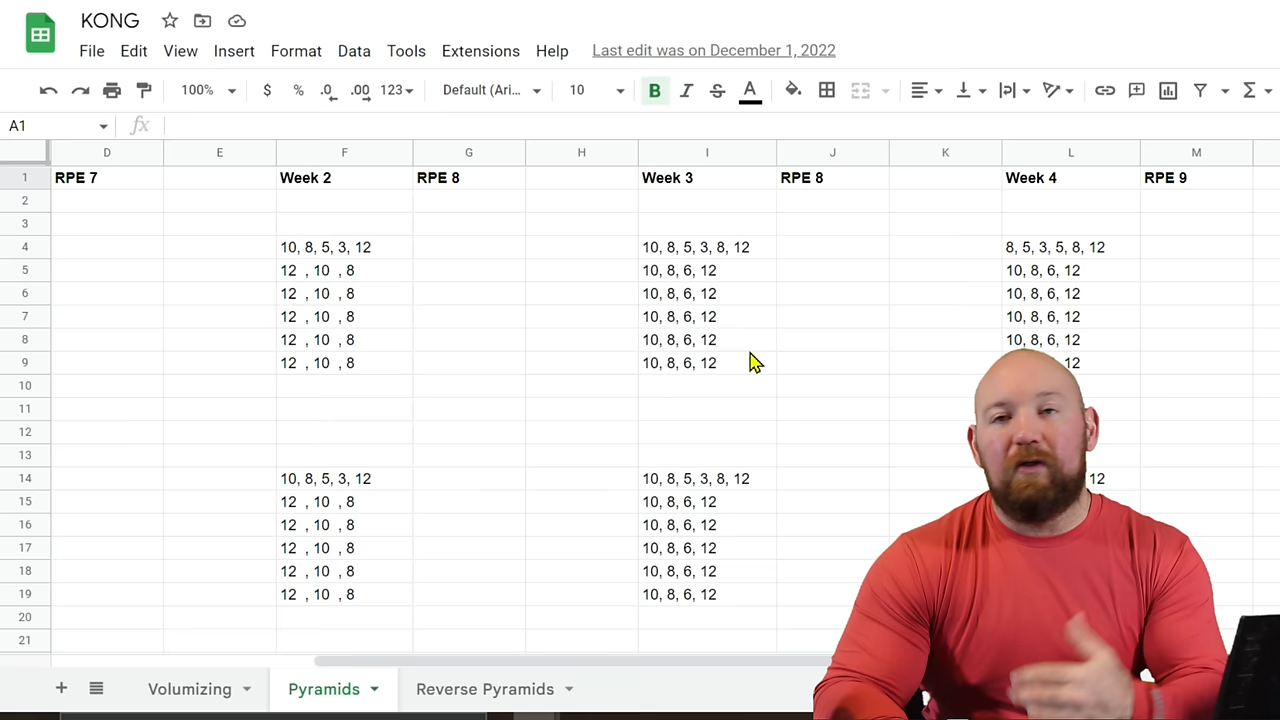 KONG
File Edit View Insert Format Data Tools Extensions Help Last edit was on December 1, 2022
100% $ % .0 .00 123 Default (Ari... 10 B I S A Σ
A1 fx
D E F G H I J K L M
1 RPE 7 Week 2 RPE 8 Week 3 RPE 8 Week 4 RPE 9
2
3
4 10, 8, 5, 3, 12 10, 8, 5, 3, 8, 12 8, 5, 3, 5, 8, 12
5 12 , 10 , 8 10, 8, 6, 12 10, 8, 6, 12
6 12 , 10 , 8 10, 8, 6, 12 10, 8, 6, 12
7 12 , 10 , 8 10, 8, 6, 12 10, 8, 6, 12
8 12 , 10 , 8 10, 8, 6, 12 10, 8, 6, 12
9 12 , 10 , 8 10, 8, 6, 12 12
10
11
12
13
14 10, 8, 5, 3, 12 10, 8, 5, 3, 8, 12 12
15 12 , 10 , 8 10, 8, 6, 12
16 12 , 10 , 8 10, 8, 6, 12
17 12 , 10 , 8 10, 8, 6, 12
18 12 , 10 , 8 10, 8, 6, 12
19 12 , 10 , 8 10, 8, 6, 12
20
21
Volumizing Pyramids Reverse Pyramids